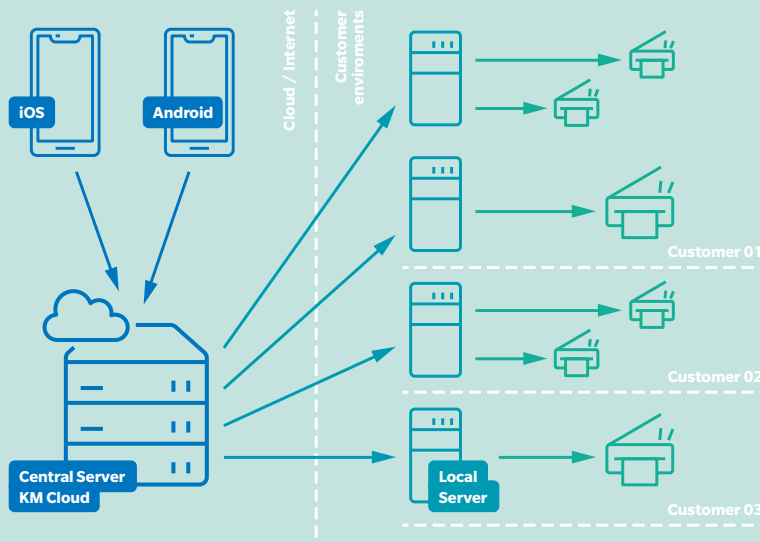 iOS
Android
Cloud / Internet
Customer
enviroments
Customer 01
Customer 02
Central Server
KM Cloud
Local
Server
Customer 03